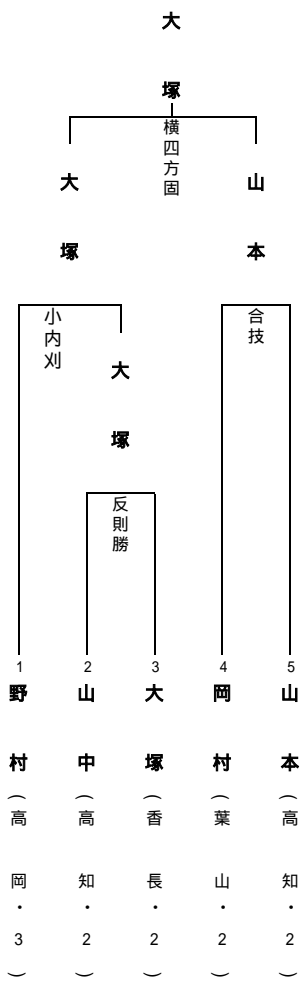 大塚
横四方固
大塚
山本
小内刈
合技
大塚
反則勝
1
2
3
4
5
野村(高岡・3)
山中(高知・2)
大塚(香長・2)
岡村(葉山・2)
山本(高知・2)